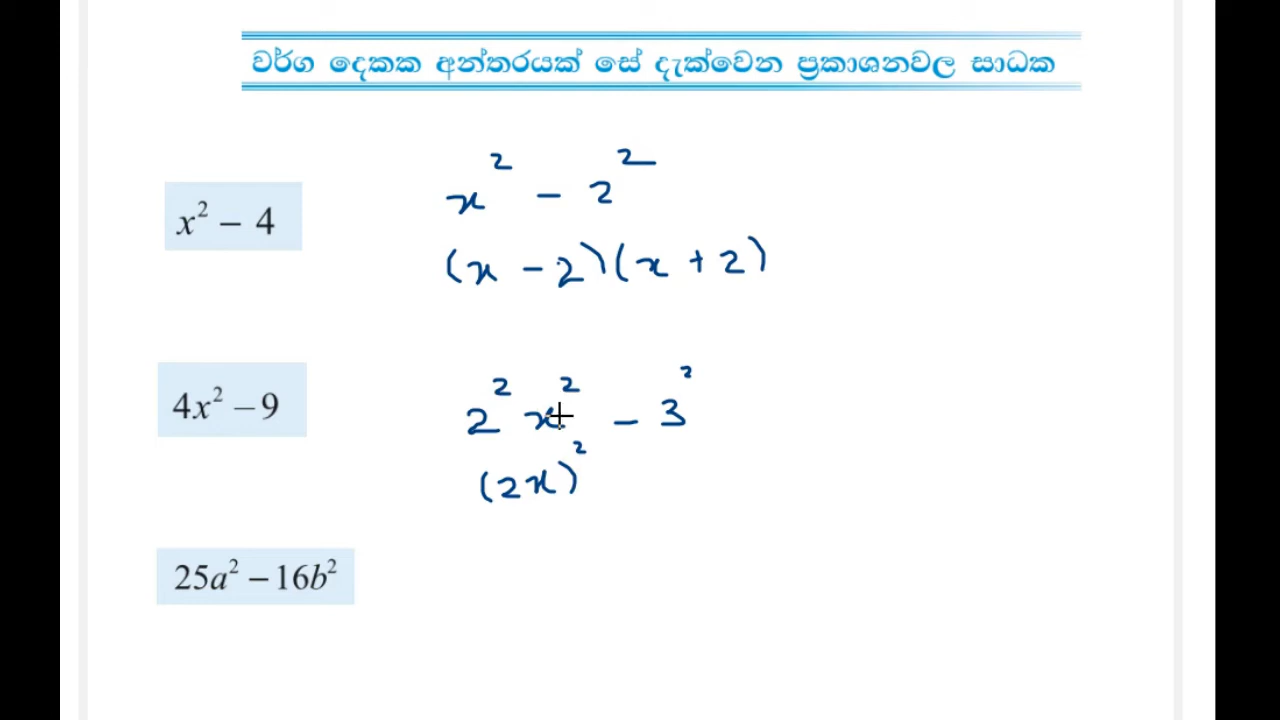 වර්ග දෙකක අන්තරයක් සේ දැක්වෙන ප්‍රකාශනවල සාධක
x² − 4
x² − 2²
(x − 2)(x + 2)
4x² − 9
2² x² − 3²
(2x)²
25a² − 16b²